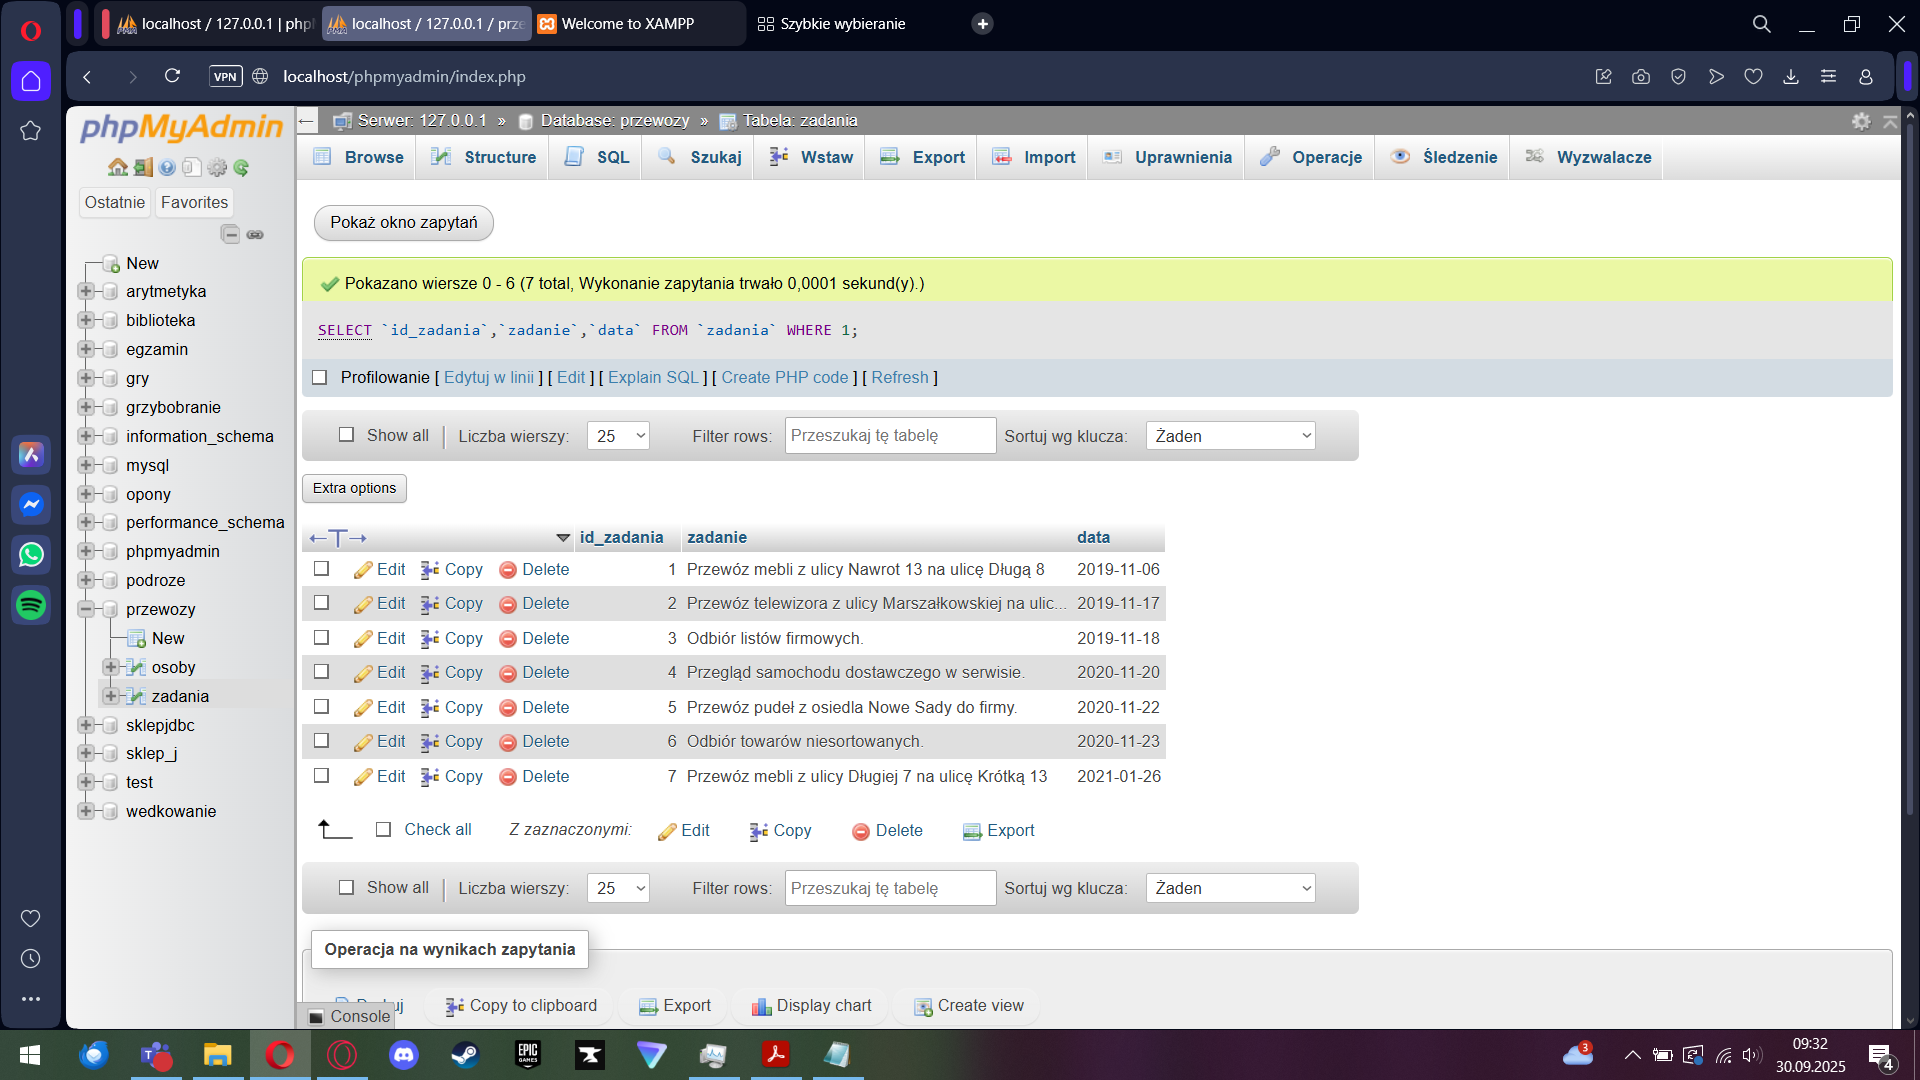 localhost / 127.0.0.1 | php
localhost / 127.0.0.1 / prze
Welcome to XAMPP
Szybkie wybieranie
VPN
localhost/phpmyadmin/index.php
phpMyAdmin
Ostatnie
Favorites
New
arytmetyka
biblioteka
egzamin
gry
grzybobranie
information_schema
mysql
opony
performance_schema
phpmyadmin
podroze
przewozy
New
osoby
zadania
sklepjdbc
sklep_j
test
wedkowanie
Serwer: 127.0.0.1 » Database: przewozy » Tabela: zadania
Browse Structure SQL Szukaj Wstaw Export Import Uprawnienia Operacje Śledzenie Wyzwalacze
Pokaż okno zapytań
Pokazano wiersze 0 - 6 (7 total, Wykonanie zapytania trwało 0,0001 sekund(y).)
SELECT `id_zadania`,`zadanie`,`data` FROM `zadania` WHERE 1;
Profilowanie [ Edytuj w linii ] [ Edit ] [ Explain SQL ] [ Create PHP code ] [ Refresh ]
Show all Liczba wierszy: 25 Filter rows: Przeszukaj tę tabelę Sortuj wg klucza: Żaden
Extra options
←T→ id_zadania zadanie data
Edit Copy Delete 1 Przewóz mebli z ulicy Nawrot 13 na ulicę Długą 8 2019-11-06
Edit Copy Delete 2 Przewóz telewizora z ulicy Marszałkowskiej na ulic... 2019-11-17
Edit Copy Delete 3 Odbiór listów firmowych. 2019-11-18
Edit Copy Delete 4 Przegląd samochodu dostawczego w serwisie. 2020-11-20
Edit Copy Delete 5 Przewóz pudeł z osiedla Nowe Sady do firmy. 2020-11-22
Edit Copy Delete 6 Odbiór towarów niesortowanych. 2020-11-23
Edit Copy Delete 7 Przewóz mebli z ulicy Długiej 7 na ulicę Krótką 13 2021-01-26
Check all Z zaznaczonymi: Edit Copy Delete Export
Show all Liczba wierszy: 25 Filter rows: Przeszukaj tę tabelę Sortuj wg klucza: Żaden
Operacja na wynikach zapytania
Copy to clipboard Export Display chart Create view
Console
EPIC GAMES
3
09:32
30.09.2025
4